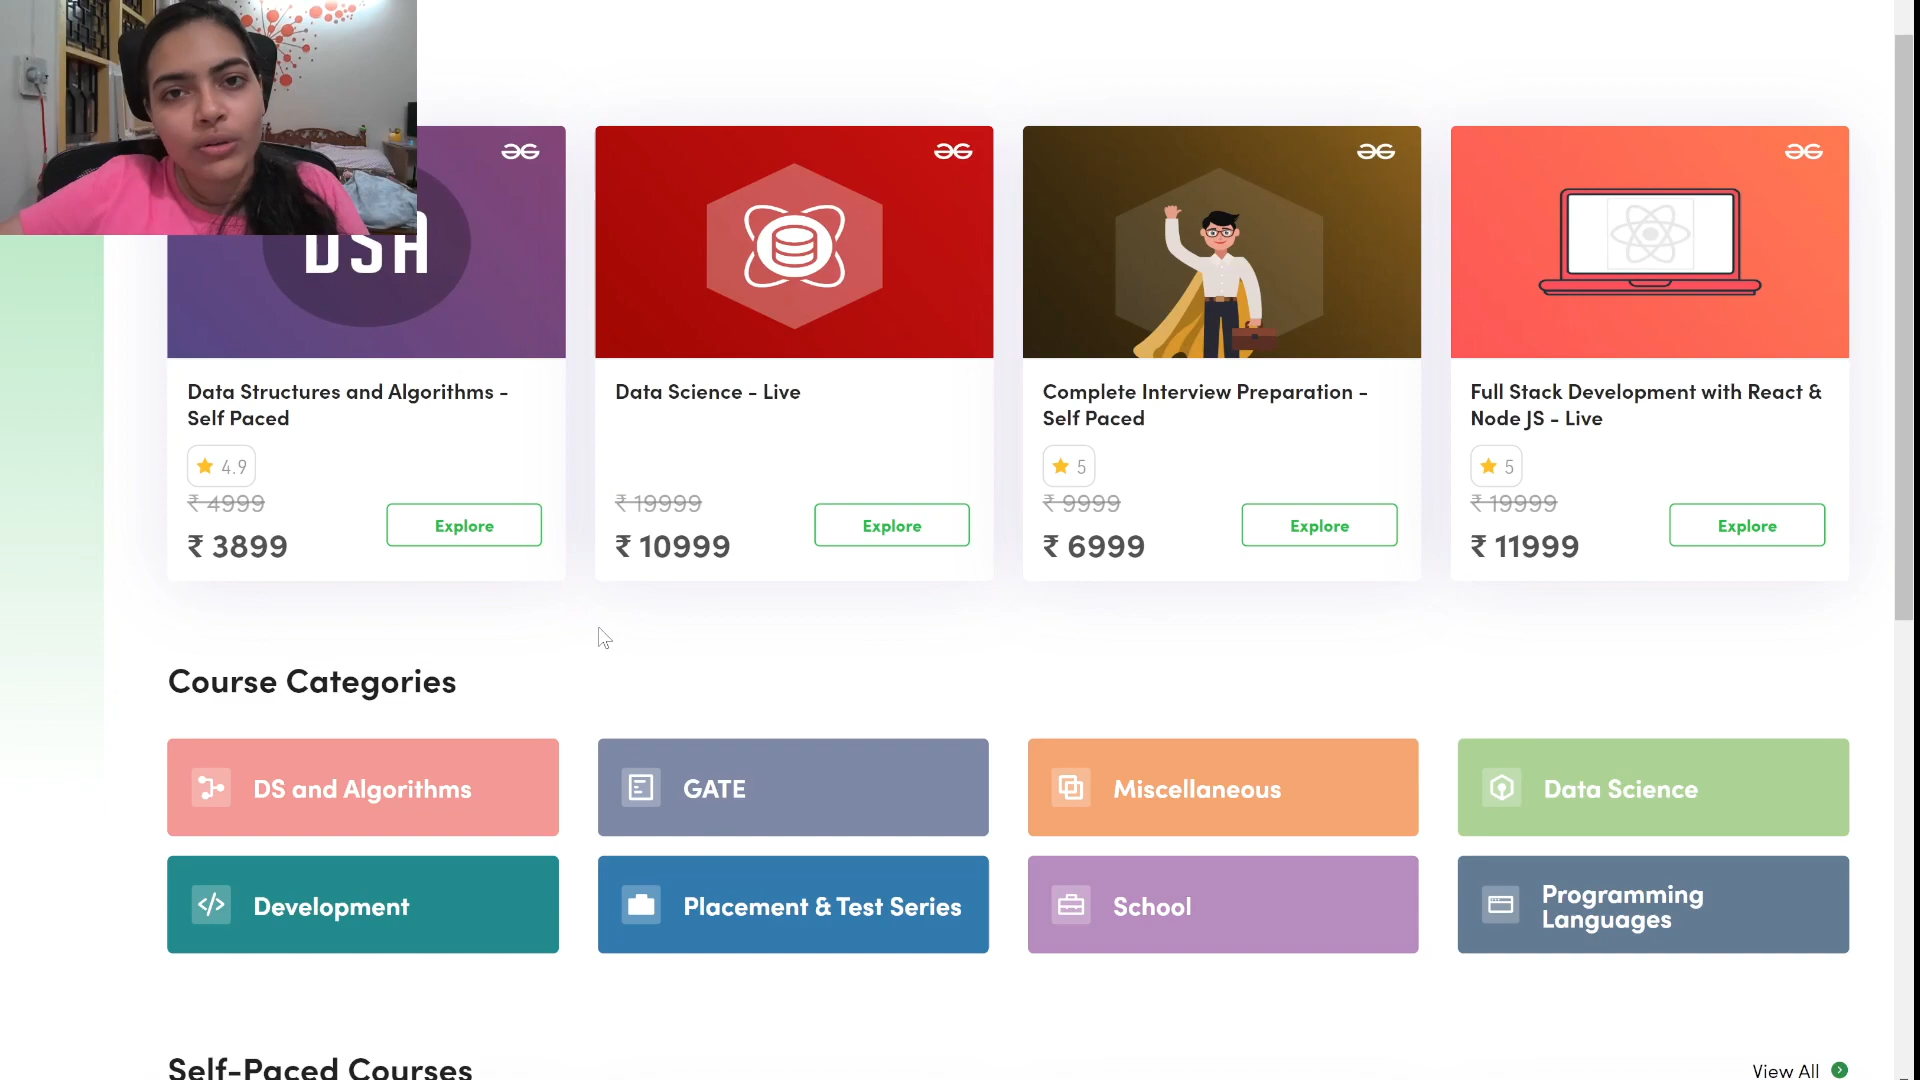 DSA
Data Structures and Algorithms -
Self Paced
4.9
₹ 4999
₹ 3899
Explore
Data Science - Live
₹ 19999
₹ 10999
Explore
Complete Interview Preparation -
Self Paced
5
₹ 9999
₹ 6999
Explore
Full Stack Development with React &
Node JS - Live
5
₹ 19999
₹ 11999
Explore
Course Categories
DS and Algorithms
GATE
Miscellaneous
Data Science
Development
Placement & Test Series
School
Programming
Languages
Self-Paced Courses
View All